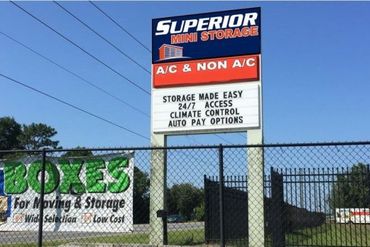 SUPERIOR
MINI STORAGE
A/C & NON A/C
STORAGE MADE EASY
24/7 ACCESS
CLIMATE CONTROL
AUTO PAY OPTIONS
BOXES
For Moving & Storage
Wide Selection Low Cost